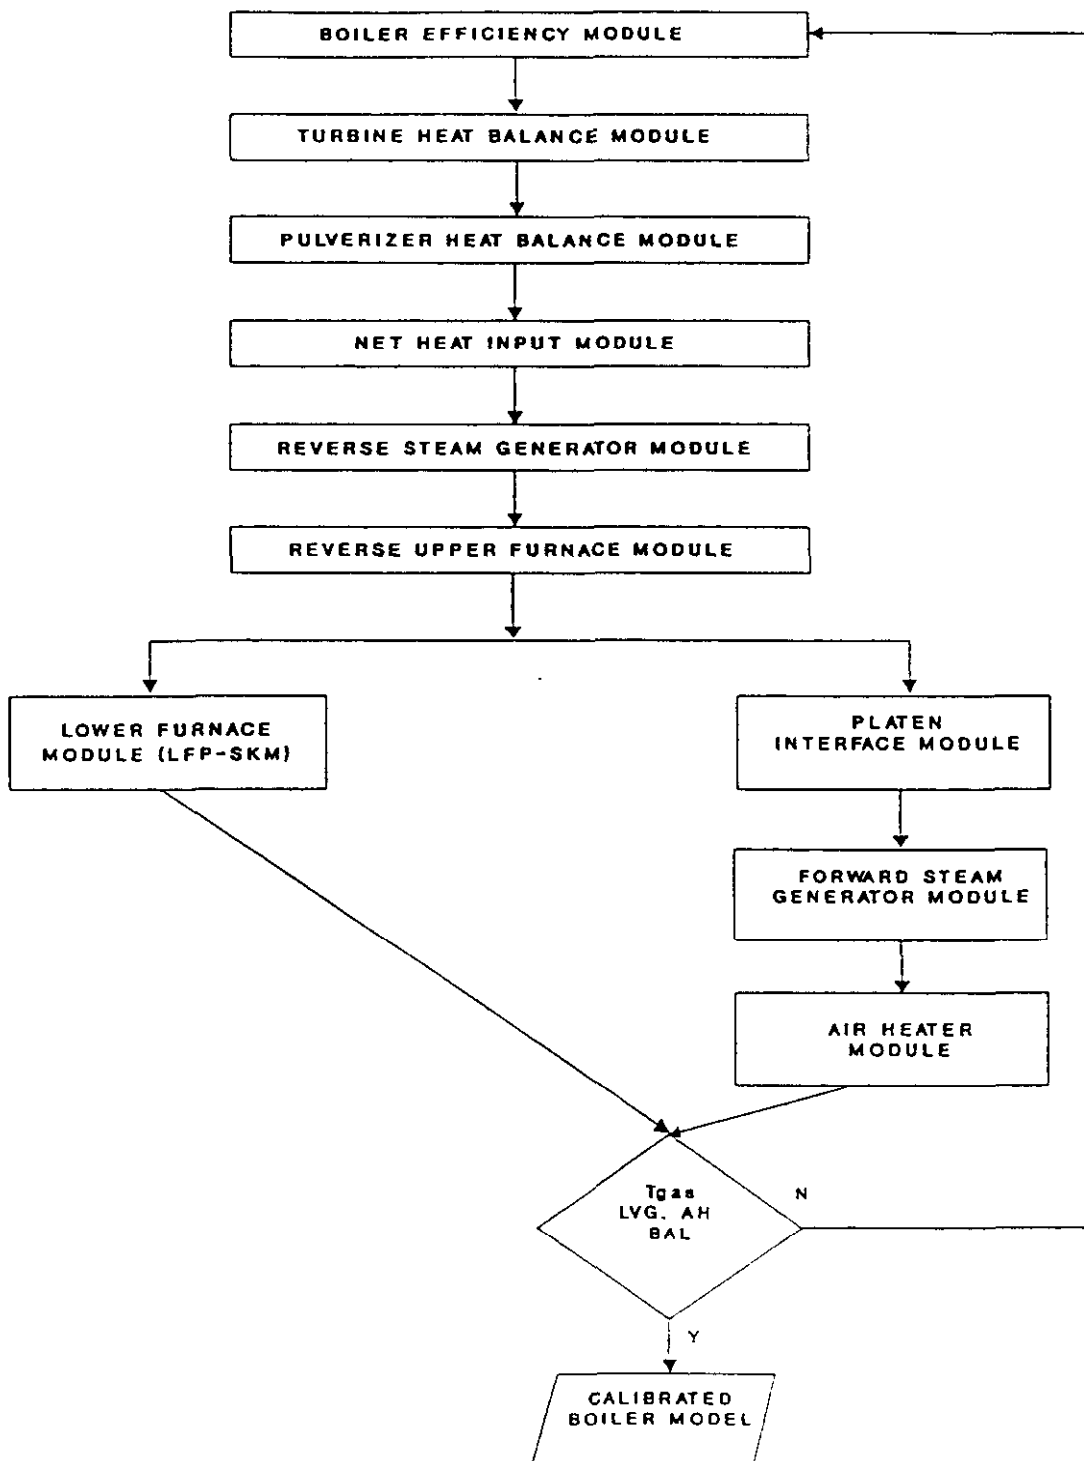 BOILER EFFICIENCY MODULE
TURBINE HEAT BALANCE MODULE
PULVERIZER HEAT BALANCE MODULE
NET HEAT INPUT MODULE
REVERSE STEAM GENERATOR MODULE
REVERSE UPPER FURNACE MODULE
LOWER FURNACE
MODULE (LFP-SKM)
PLATEN
INTERFACE MODULE
FORWARD STEAM
GENERATOR MODULE
AIR HEATER
MODULE
Tgas
LVG, AH
BAL
N
Y
CALIBRATED
BOILER MODEL